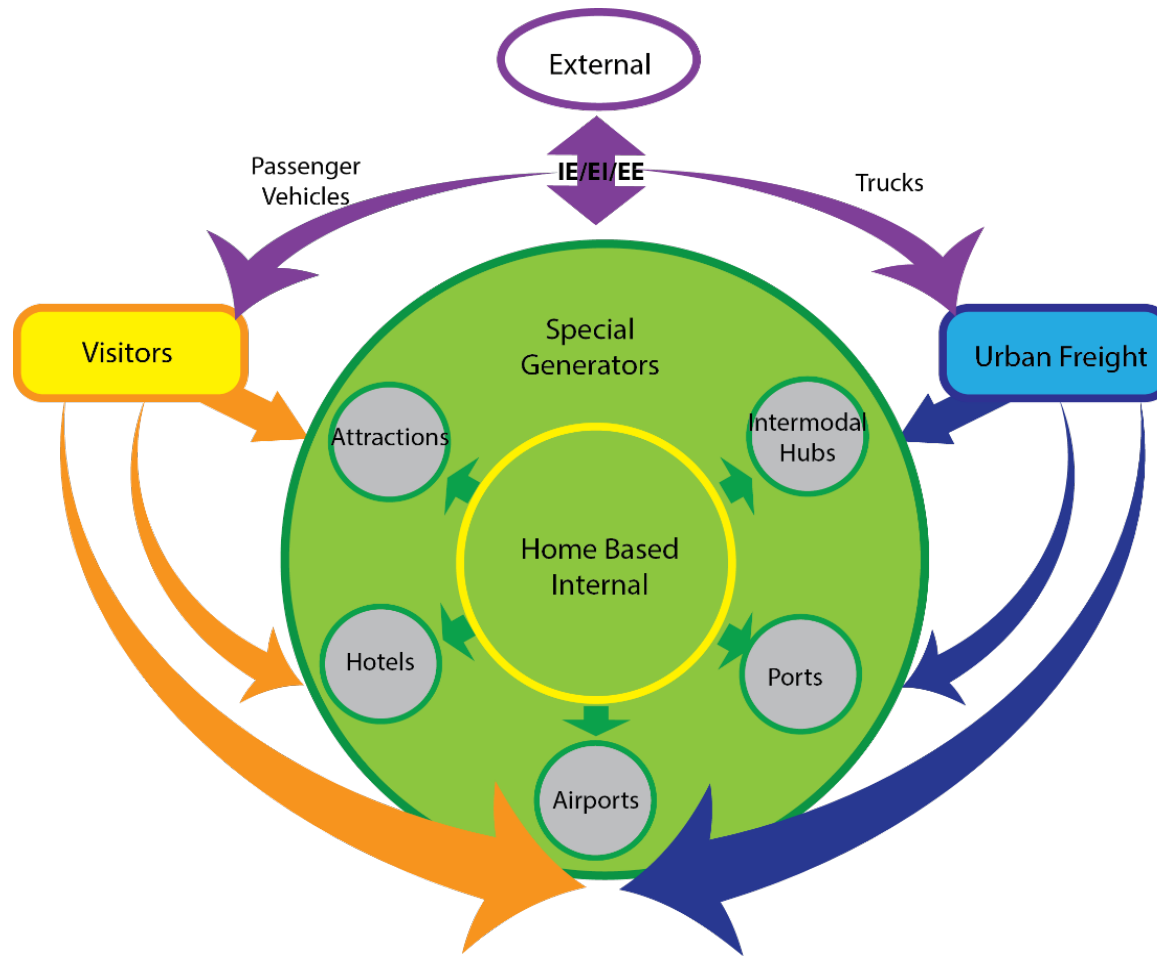 External
IE/EI/EE
Passenger
Vehicles
Trucks
Visitors
Urban Freight
Special
Generators
Attractions
Intermodal
Hubs
Home Based
Internal
Hotels
Ports
Airports